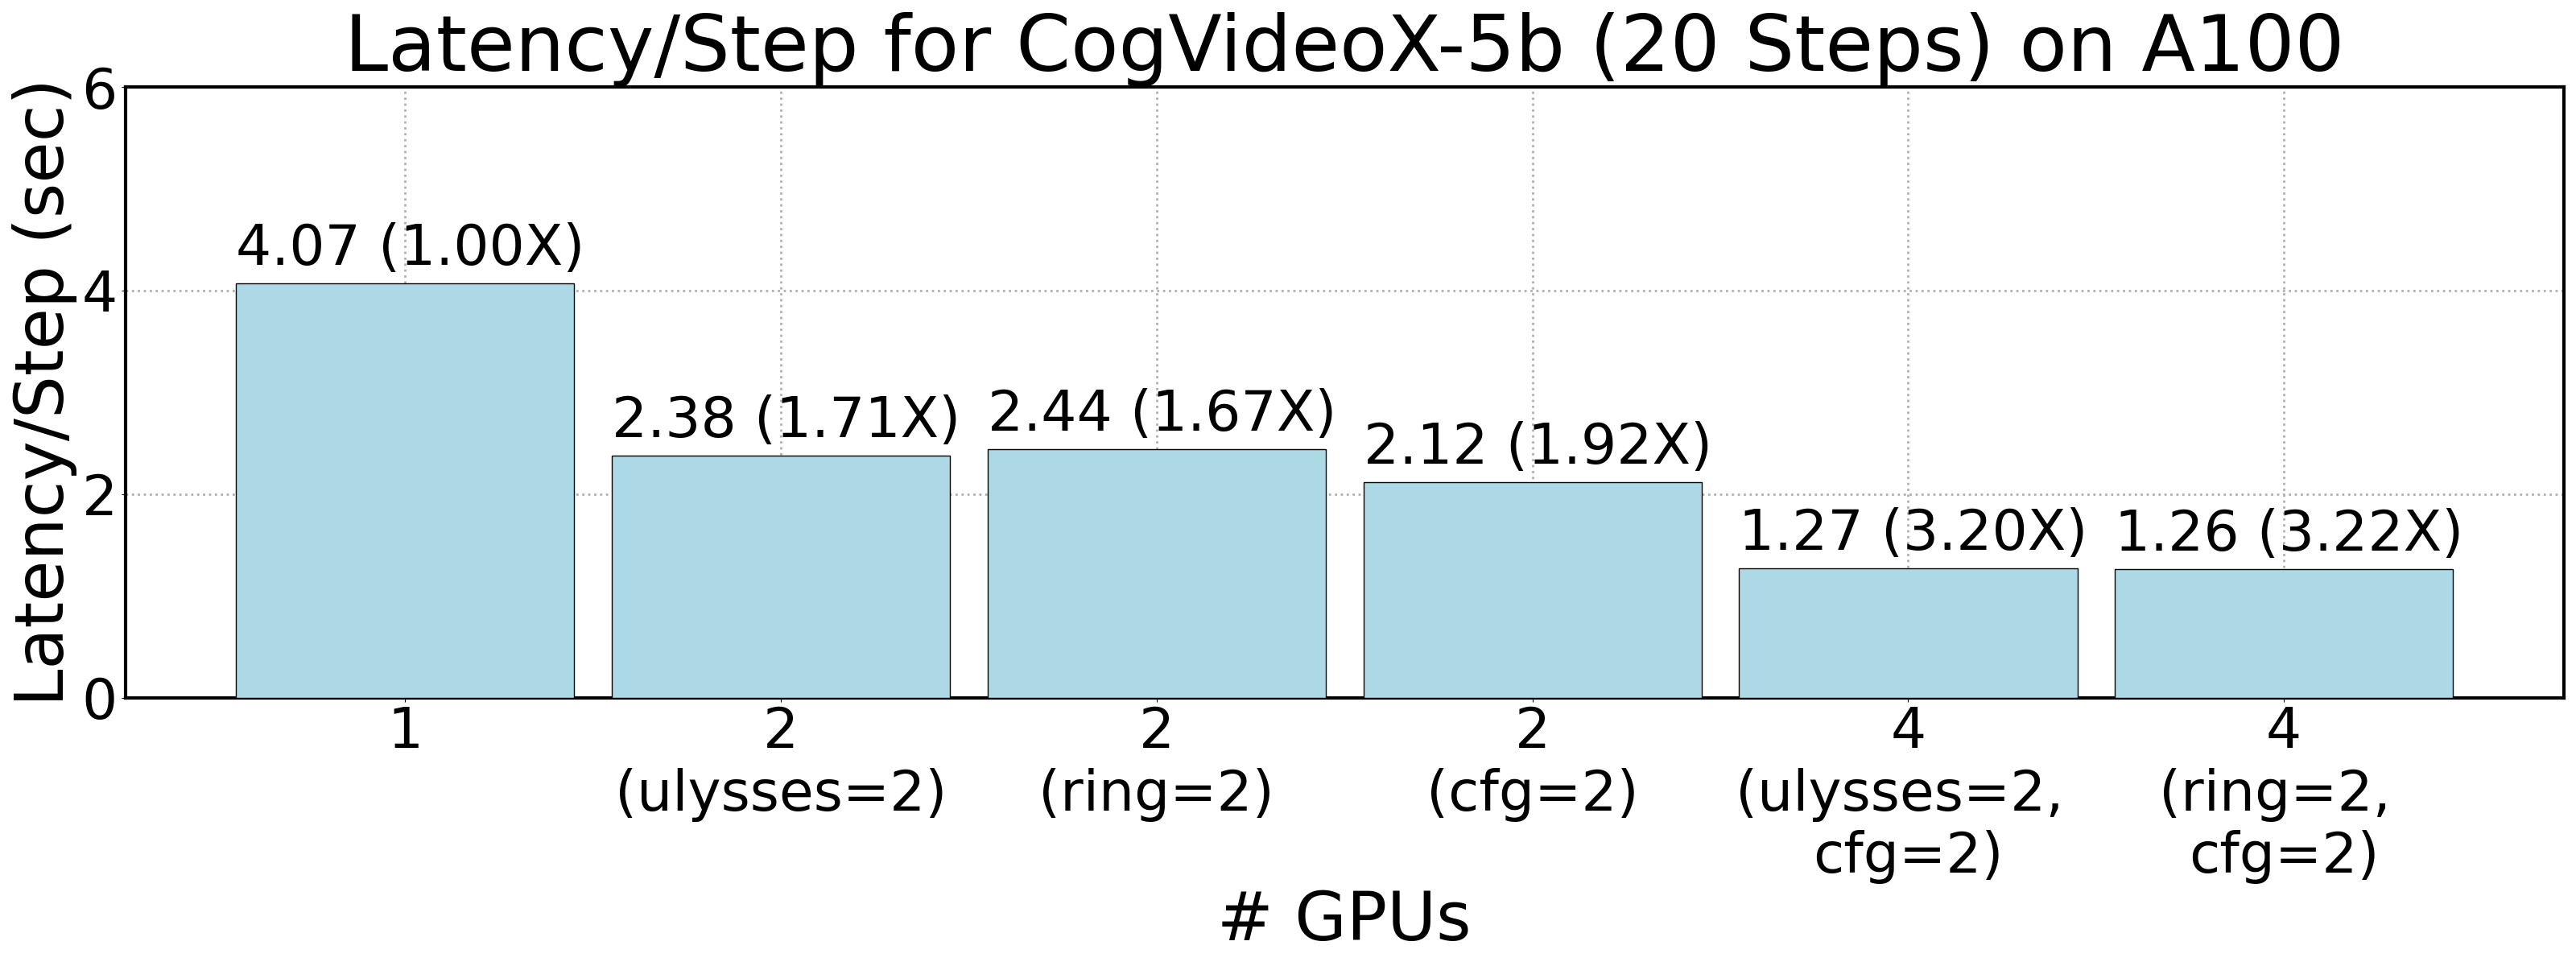 Latency/Step for CogVideoX-5b (20 Steps) on A100
Latency/Step (sec)
6
4
2
0
4.07 (1.00X)
2.38 (1.71X)
2.44 (1.67X)
2.12 (1.92X)
1.27 (3.20X)
1.26 (3.22X)
1
2
(ulysses=2)
2
(ring=2)
2
(cfg=2)
4
(ulysses=2,
cfg=2)
4
(ring=2,
cfg=2)
# GPUs